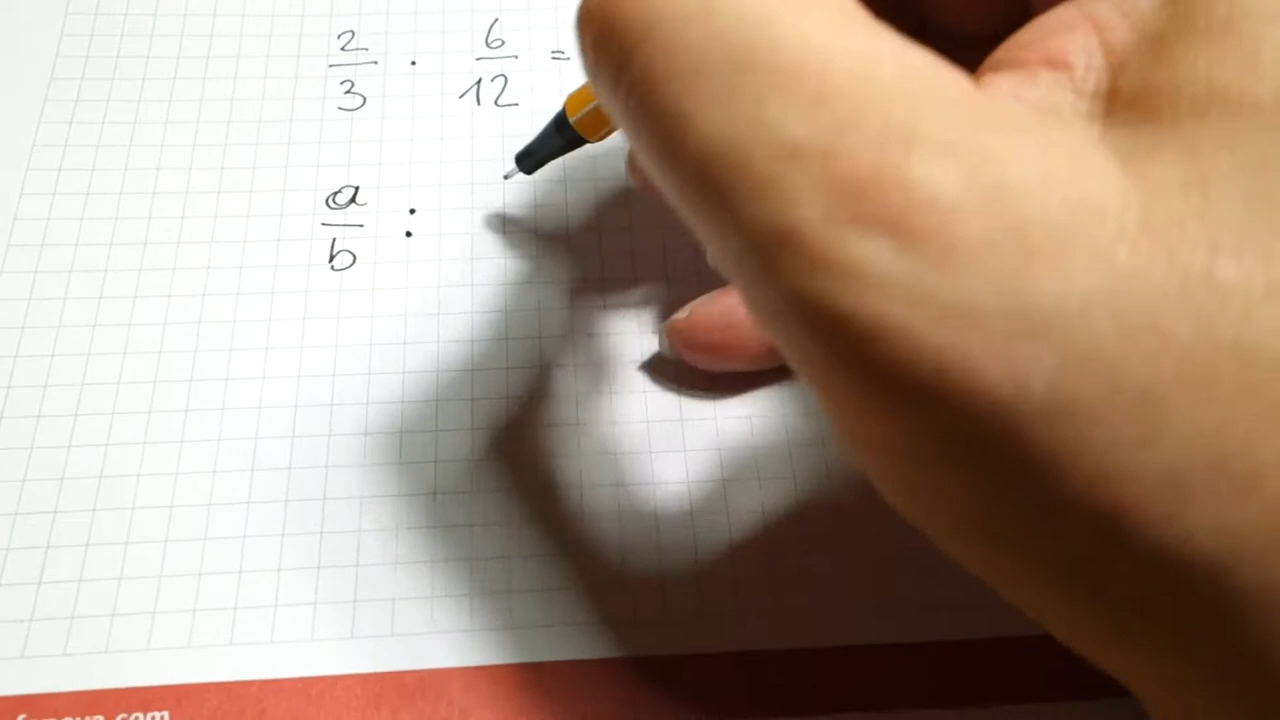 2/3 · 6/12 =
a/b :